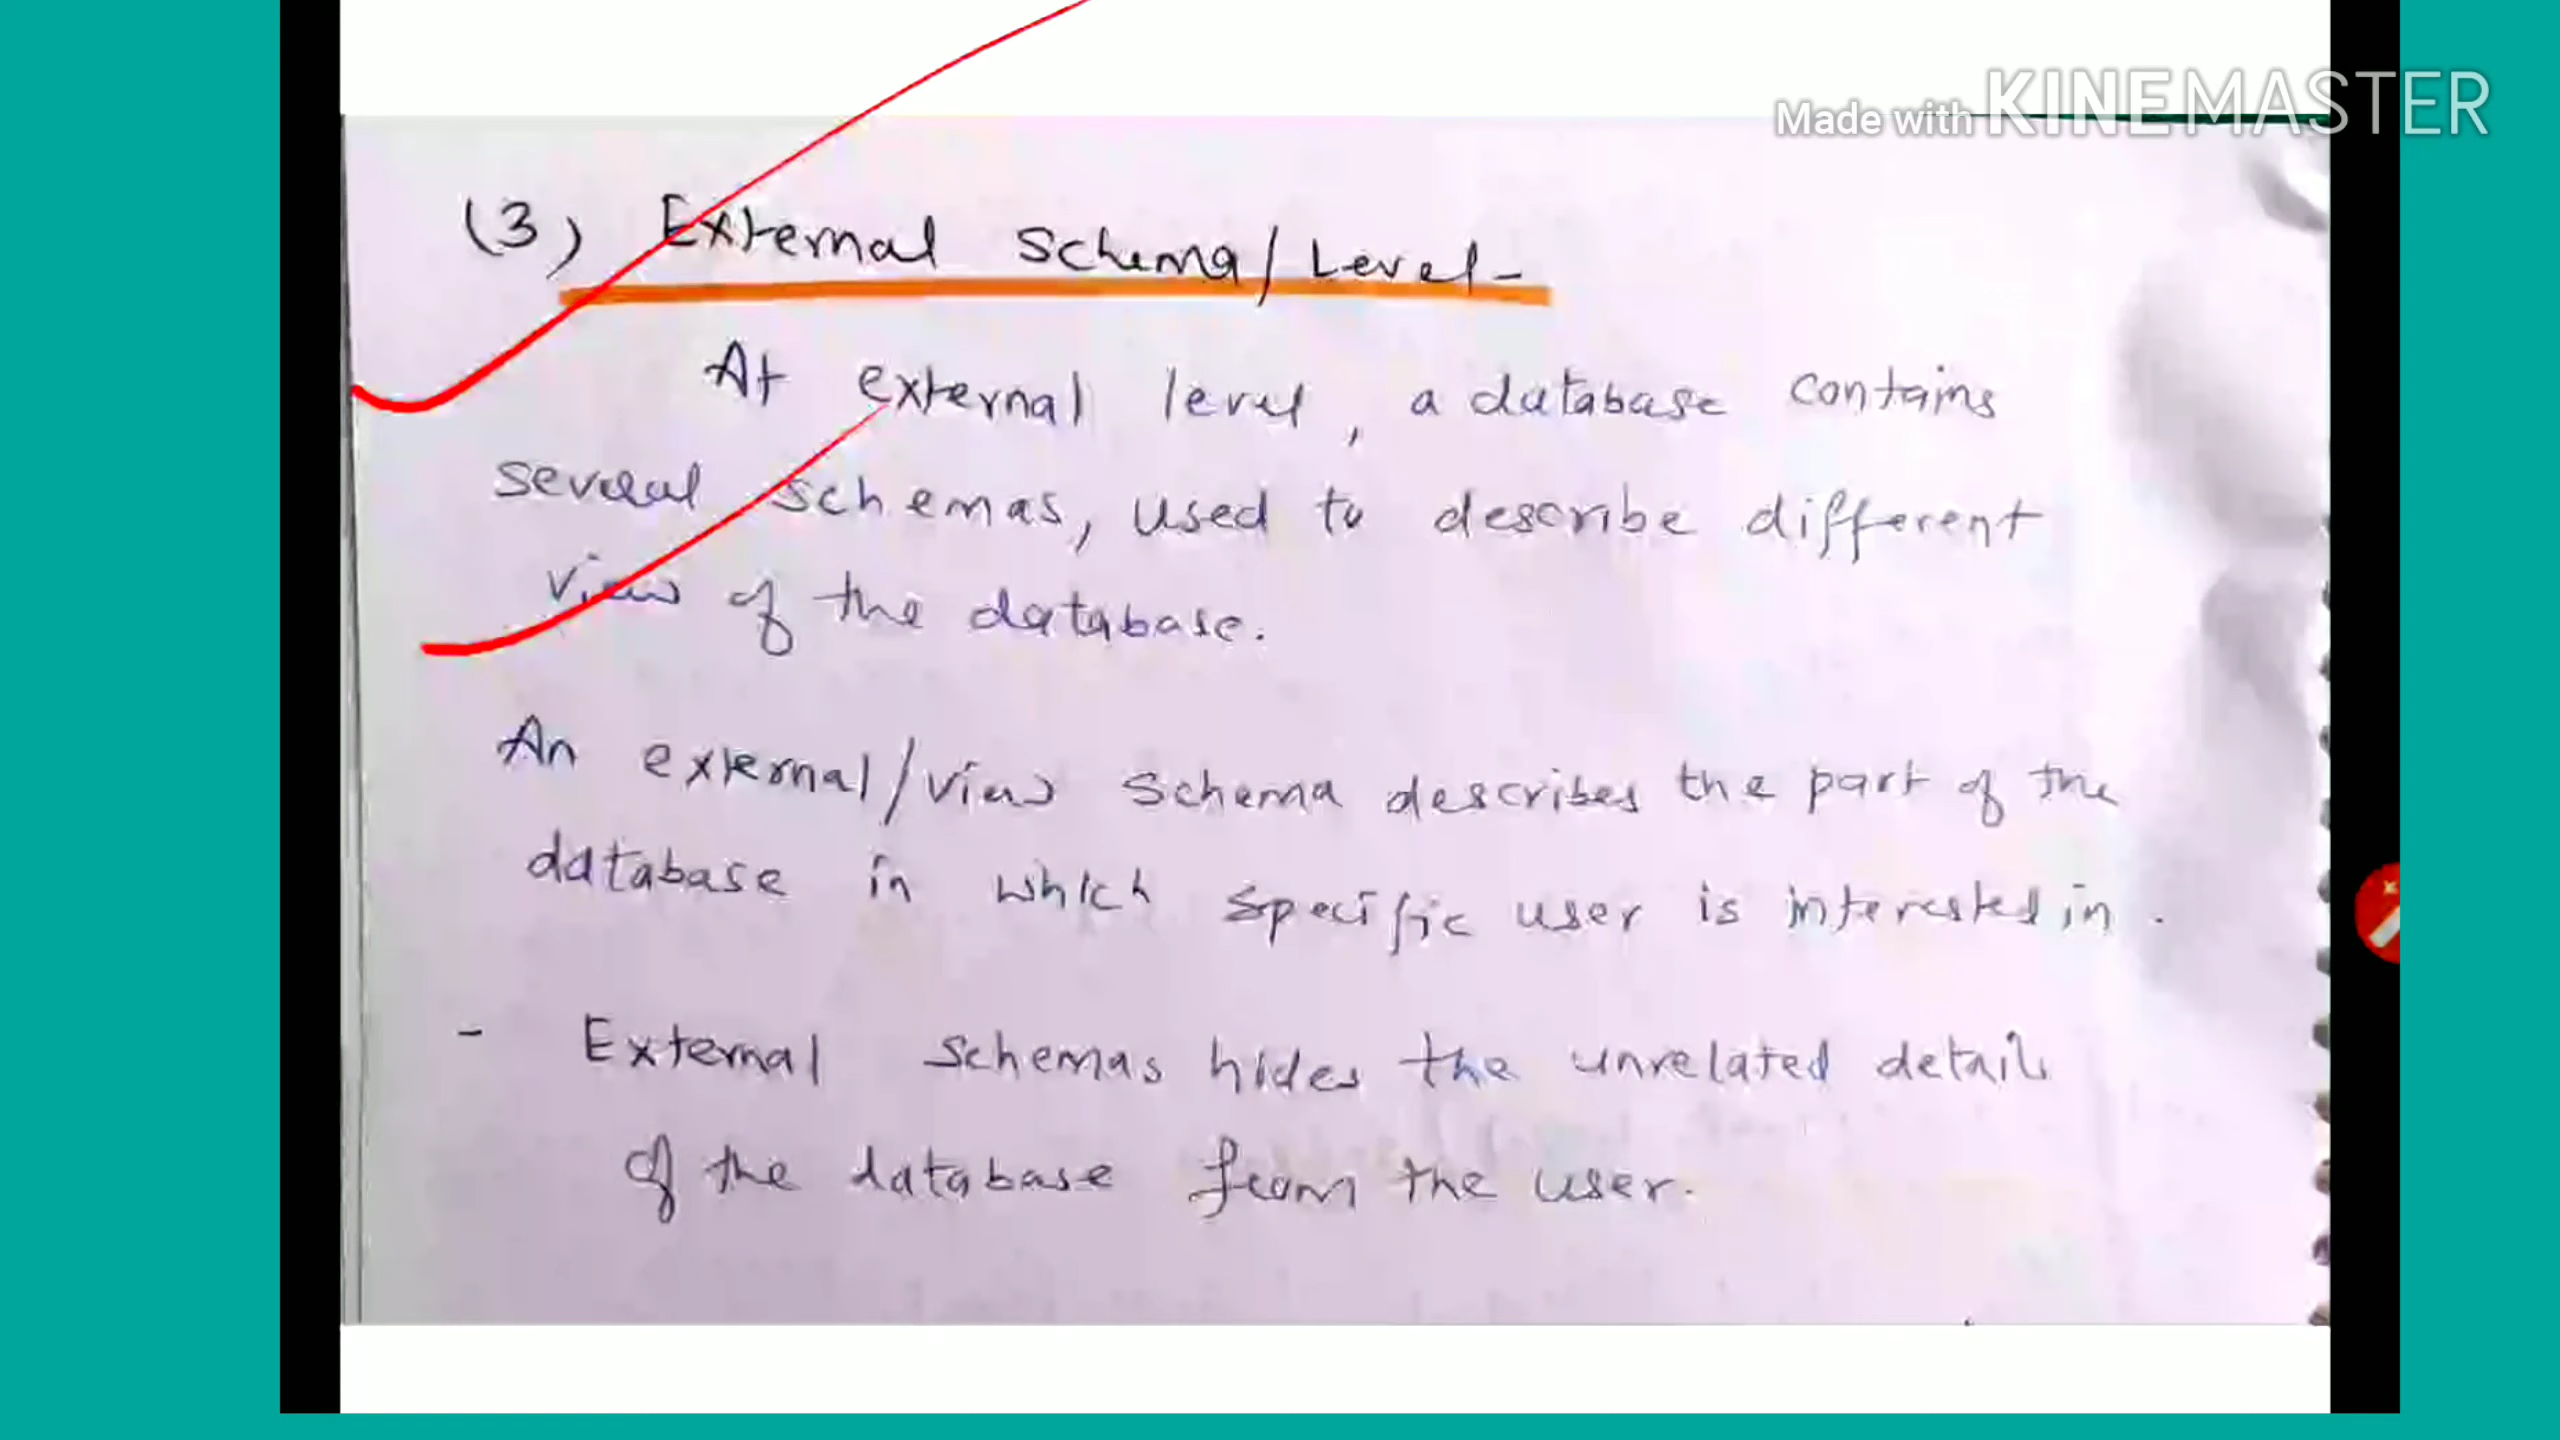 Made with KINEMASTER
(3) External Schema/Level-
At external level, a database contains
several schemas, used to describe different
view of the database.
An external/view schema describes the part of the
database in which specific user is interested in.
- External schemas hides the unrelated details
of the database from the user.